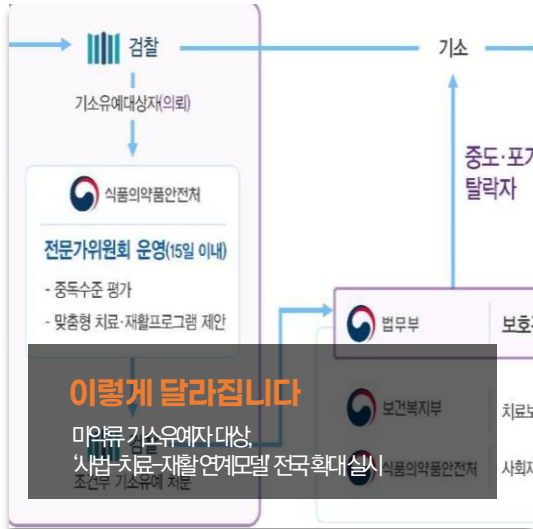 검찰
기소
기소유예대상자(의뢰)
중도·포기
탈락자
식품의약품안전처
전문가위원회 운영(15일 이내)
- 중독수준 평가
- 맞춤형 치료·재활프로그램 제안
법무부
이렇게 달라집니다
마약류 기소유예자 대상,
'사법-치료-재활 연계모델' 전국 확대 실시
검찰
조건부 기소유예 처분
보건복지부
식품의약품안전처